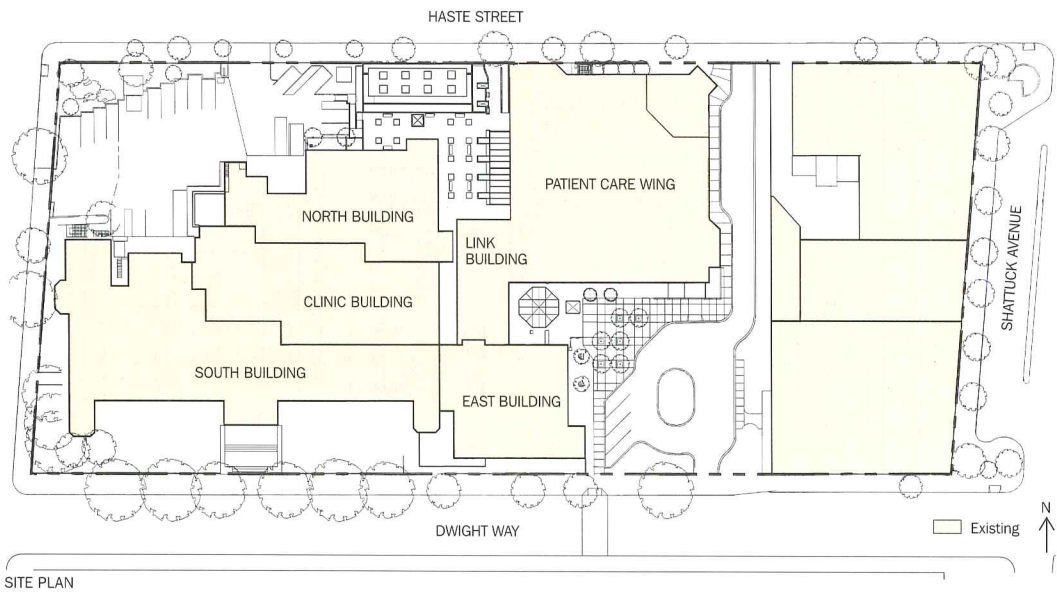 HASTE STREET
PATIENT CARE WING
NORTH BUILDING
LINK
BUILDING
CLINIC BUILDING
SOUTH BUILDING
EAST BUILDING
SHATTUCK AVENUE
DWIGHT WAY
Existing
N
SITE PLAN